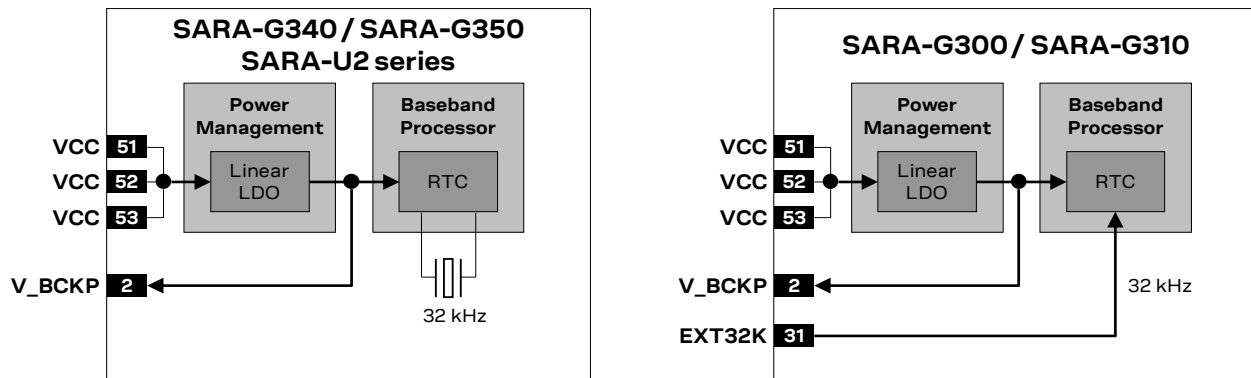 SARA-G340 / SARA-G350
SARA-U2 series
Power
Management
Baseband
Processor
VCC 51
VCC 52
VCC 53
Linear
LDO
RTC
V_BCKP 2
32 kHz
SARA-G300 / SARA-G310
Power
Management
Baseband
Processor
VCC 51
VCC 52
VCC 53
Linear
LDO
RTC
V_BCKP 2
32 kHz
EXT32K 31